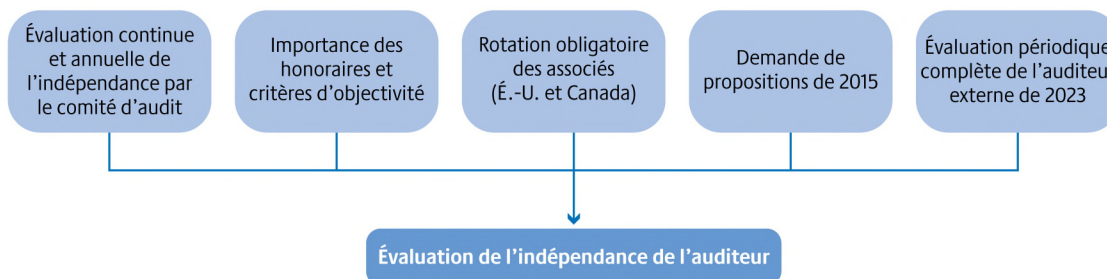 Évaluation continue
et annuelle de
l'indépendance par
le comité d'audit
Importance des
honoraires et
critères d'objectivité
Rotation obligatoire
des associés
(É.-U. et Canada)
Demande de
propositions de 2015
Évaluation périodique
complète de l'auditeur
externe de 2023
Évaluation de l'indépendance de l'auditeur